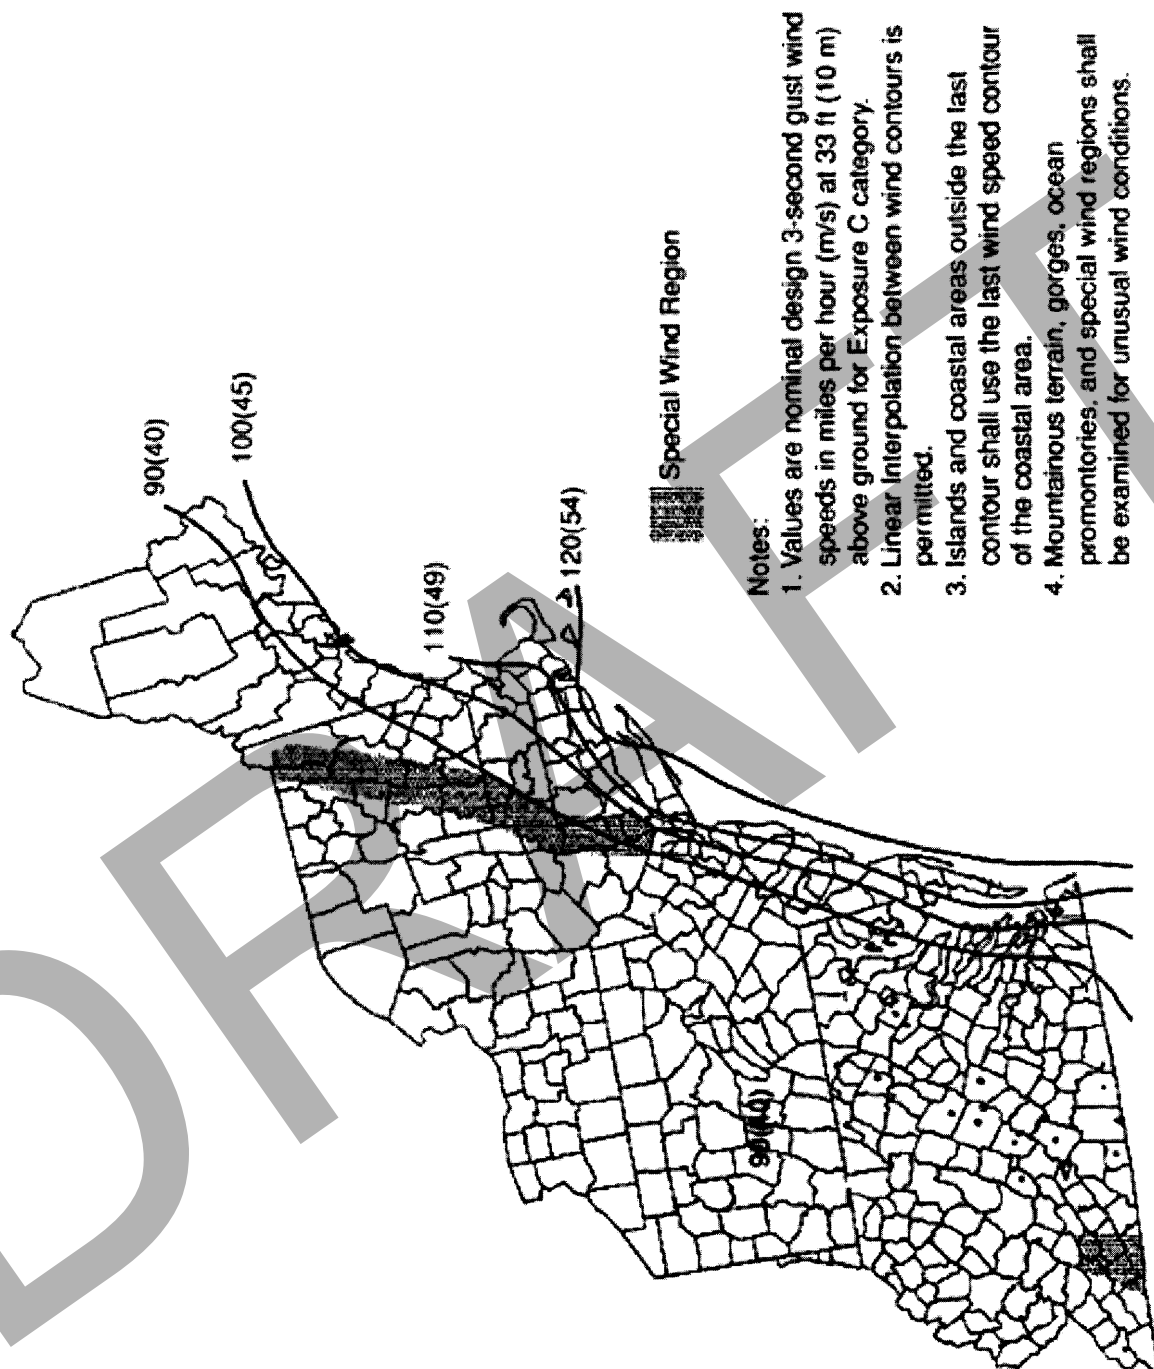 DRAFT
90(40)
100(45)
110(49)
120(54)
90(40)
Special Wind Region
Notes:
1. Values are nominal design 3-second gust wind
speeds in miles per hour (m/s) at 33 ft (10 m)
above ground for Exposure C category.
2. Linear Interpolation between wind contours is
permitted.
3. Islands and coastal areas outside the last
contour shall use the last wind speed contour
of the coastal area.
4. Mountainous terrain, gorges, ocean
promontories, and special wind regions shall
be examined for unusual wind conditions.